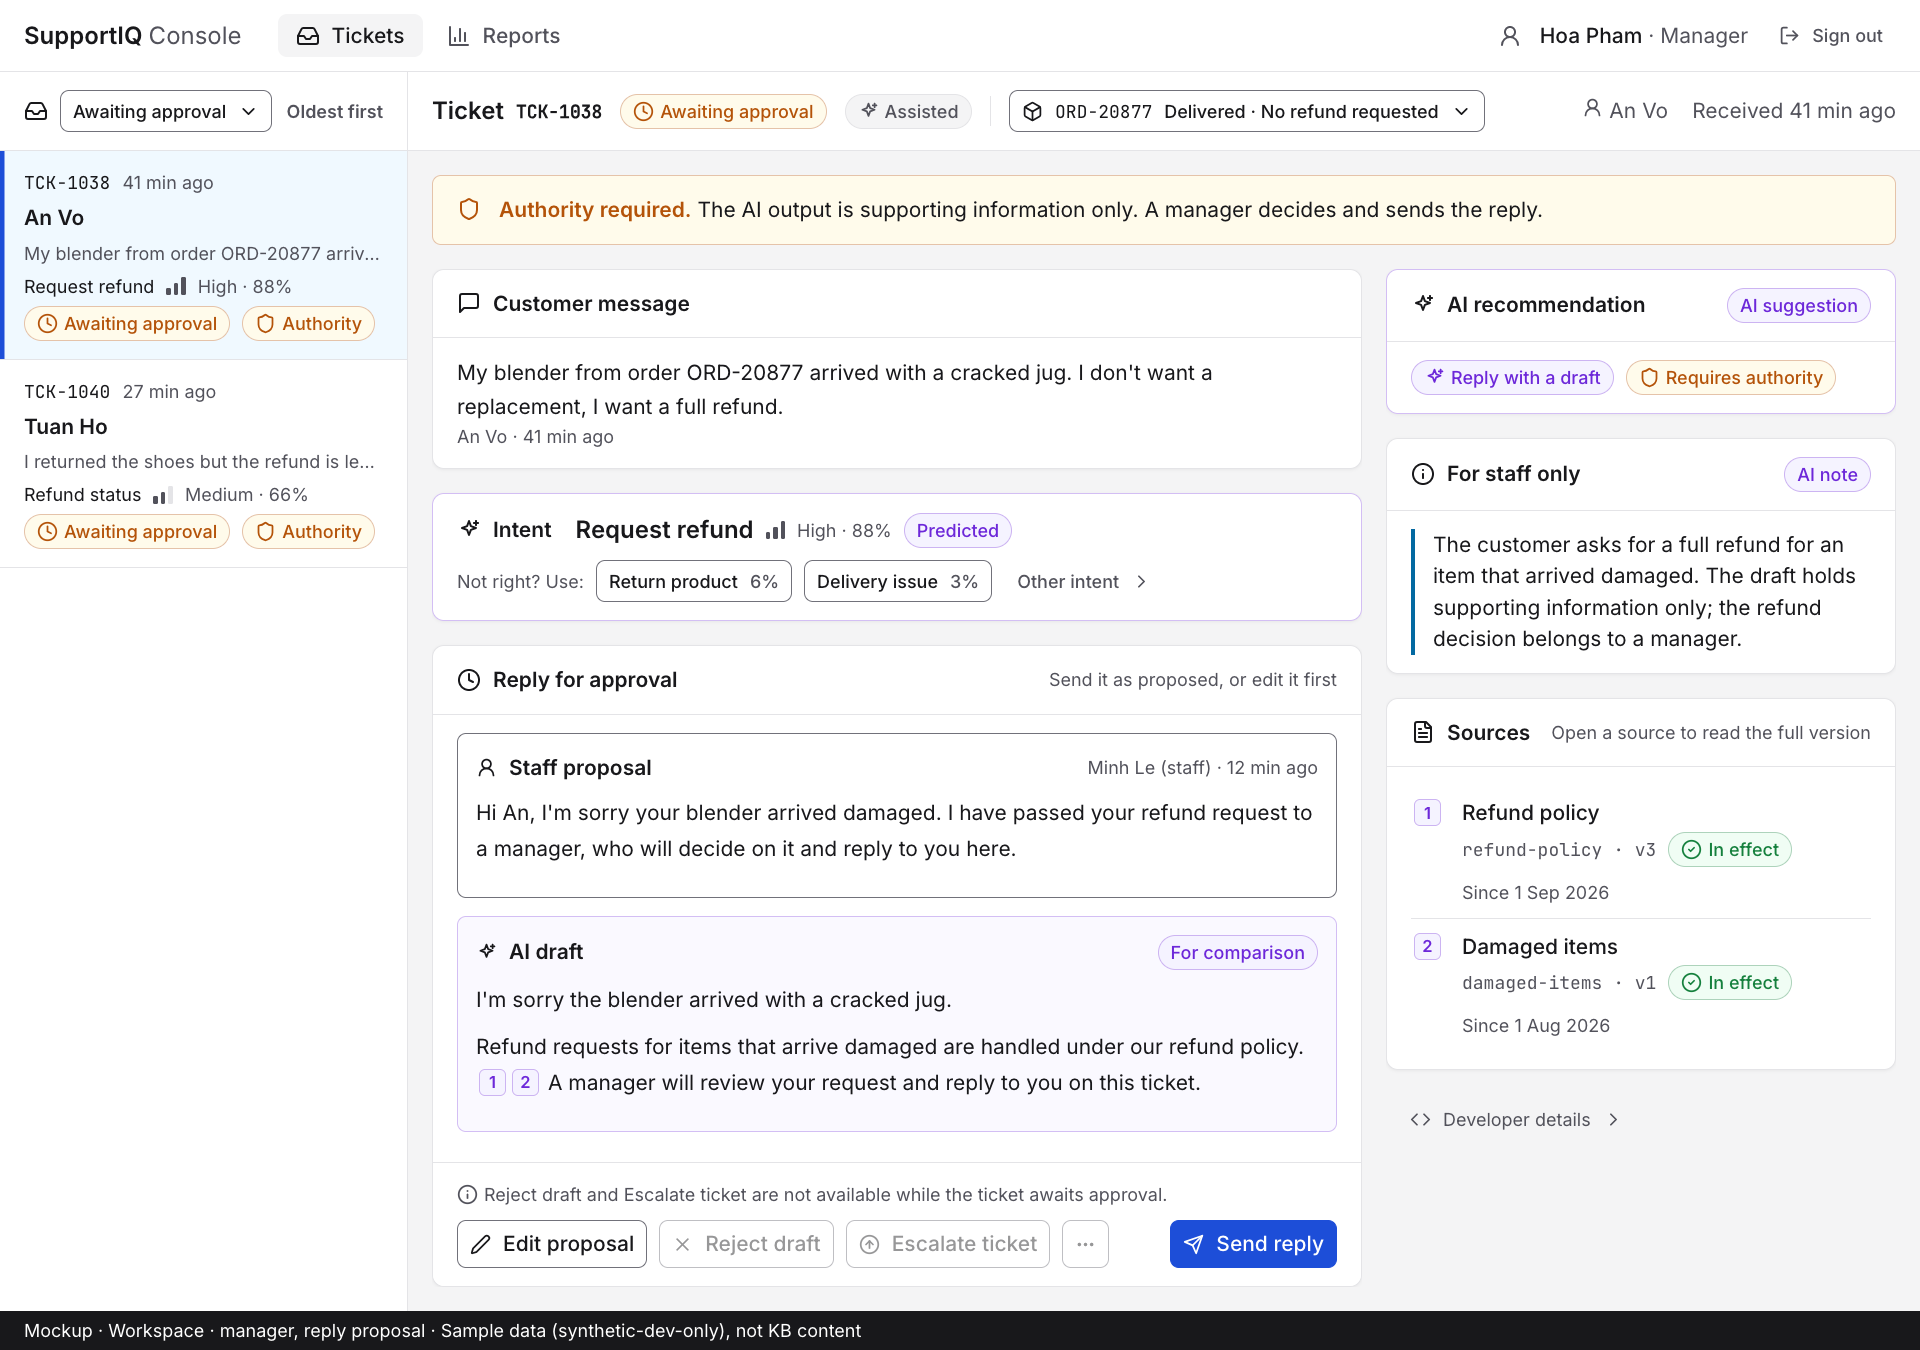 SupportIQ Console
Tickets
Reports
Hoa Pham · Manager
Sign out
Awaiting approval
Oldest first
TCK-1038 41 min ago
An Vo
My blender from order ORD-20877 arriv...
Request refund High · 88%
Awaiting approval
Authority
TCK-1040 27 min ago
Tuan Ho
I returned the shoes but the refund is le...
Refund status Medium · 66%
Awaiting approval
Authority
Ticket TCK-1038
Awaiting approval
Assisted
ORD-20877 Delivered · No refund requested
An Vo
Received 41 min ago
Authority required. The AI output is supporting information only. A manager decides and sends the reply.
Customer message
My blender from order ORD-20877 arrived with a cracked jug. I don't want a
replacement, I want a full refund.
An Vo · 41 min ago
Intent Request refund High · 88% Predicted
Not right? Use: Return product 6% Delivery issue 3% Other intent
Reply for approval
Send it as proposed, or edit it first
Staff proposal
Minh Le (staff) · 12 min ago
Hi An, I'm sorry your blender arrived damaged. I have passed your refund request to
a manager, who will decide on it and reply to you here.
AI draft
For comparison
I'm sorry the blender arrived with a cracked jug.
Refund requests for items that arrive damaged are handled under our refund policy.
1 2 A manager will review your request and reply to you on this ticket.
Reject draft and Escalate ticket are not available while the ticket awaits approval.
Edit proposal
Reject draft
Escalate ticket
...
Send reply
AI recommendation
AI suggestion
Reply with a draft
Requires authority
For staff only
AI note
The customer asks for a full refund for an
item that arrived damaged. The draft holds
supporting information only; the refund
decision belongs to a manager.
Sources
Open a source to read the full version
1 Refund policy
refund-policy · v3 In effect
Since 1 Sep 2026
2 Damaged items
damaged-items · v1 In effect
Since 1 Aug 2026
Developer details
Mockup · Workspace · manager, reply proposal · Sample data (synthetic-dev-only), not KB content